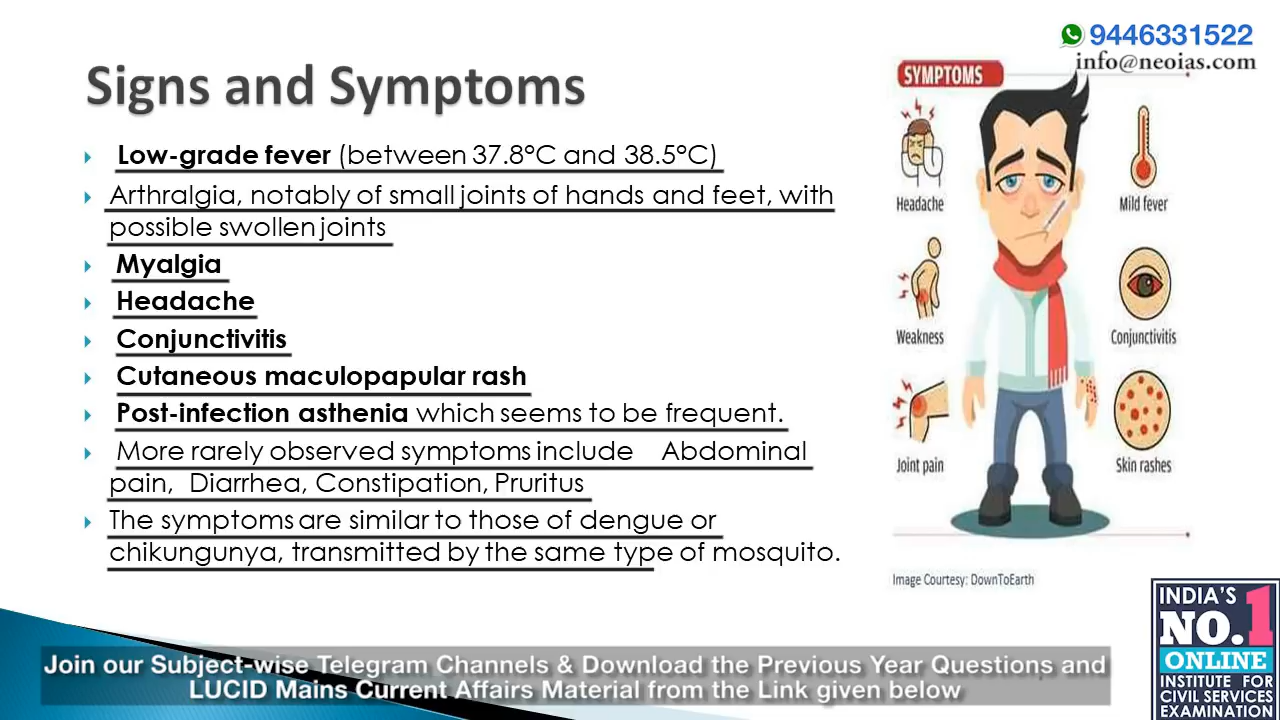 9446331522
info@neoias.com
Signs and Symptoms
Low-grade fever (between 37.8°C and 38.5°C)
Arthralgia, notably of small joints of hands and feet, with
possible swollen joints
Myalgia
Headache
Conjunctivitis
Cutaneous maculopapular rash
Post-infection asthenia which seems to be frequent.
More rarely observed symptoms include Abdominal
pain, Diarrhea, Constipation, Pruritus
The symptoms are similar to those of dengue or
chikungunya, transmitted by the same type of mosquito.
SYMPTOMS
Headache
Mild fever
Weakness
Conjunctivitis
Joint pain
Skin rashes
Image Courtesy: DownToEarth
INDIA'S
NO.1
ONLINE
INSTITUTE FOR
CIVIL SERVICES
EXAMINATION
Join our Subject-wise Telegram Channels & Download the Previous Year Questions and
LUCID Mains Current Affairs Material from the Link given below